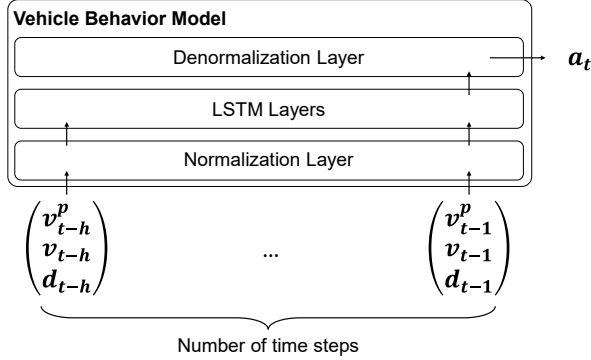 Vehicle Behavior Model
Denormalization Layer
a_t
LSTM Layers
Normalization Layer
v^p_{t-h}
v_{t-h}
d_{t-h}
...
v^p_{t-1}
v_{t-1}
d_{t-1}
Number of time steps